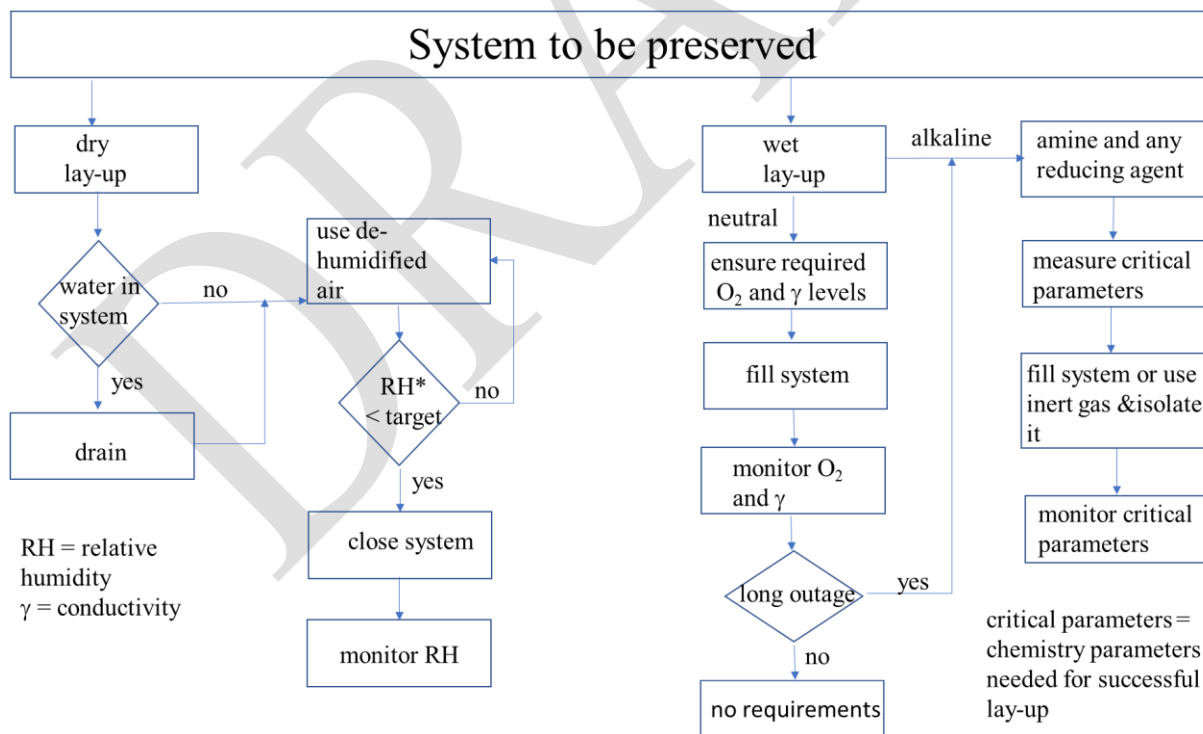 System to be preserved
dry
lay-up
water in
system
no
yes
drain
use de-
humidified
air
RH*
< target
no
yes
close system
monitor RH
RH = relative
humidity
γ = conductivity
wet
lay-up
alkaline
neutral
ensure required
O₂ and γ levels
fill system
monitor O₂
and γ
long outage
yes
no
no requirements
amine and any
reducing agent
measure critical
parameters
fill system or use
inert gas &isolate
it
monitor critical
parameters
critical parameters =
chemistry parameters
needed for successful
lay-up
DRA